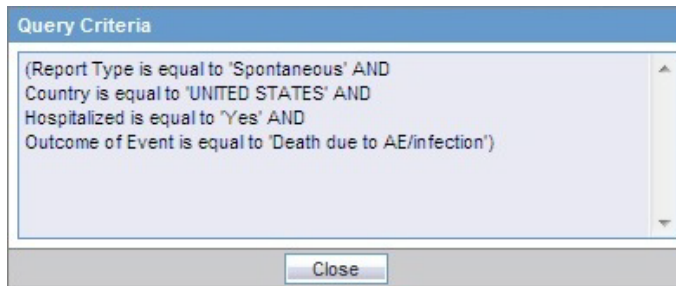 Query Criteria
(Report Type is equal to 'Spontaneous' AND
Country is equal to 'UNITED STATES' AND
Hospitalized is equal to 'Yes' AND
Outcome of Event is equal to 'Death due to AE/infection')
Close